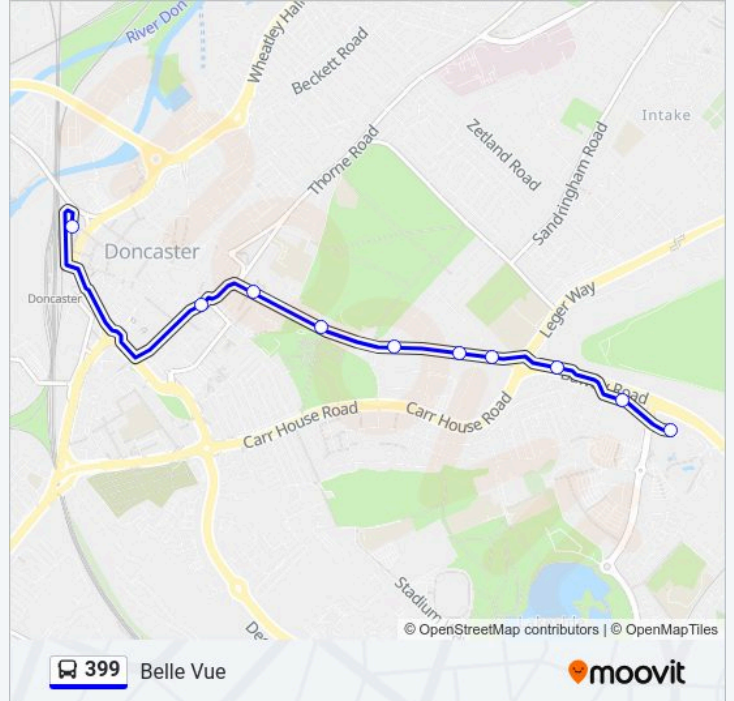 River Don
Wheatley Hall
Beckett Road
Intake
Zetland Road
Thorne Road
Sandringham Road
Doncaster
Doncaster
Leger Way
Road
Carr House Road
Carr House Road
Stadium
© OpenStreetMap contributors | © OpenMapTiles
399 Belle Vue
moovit